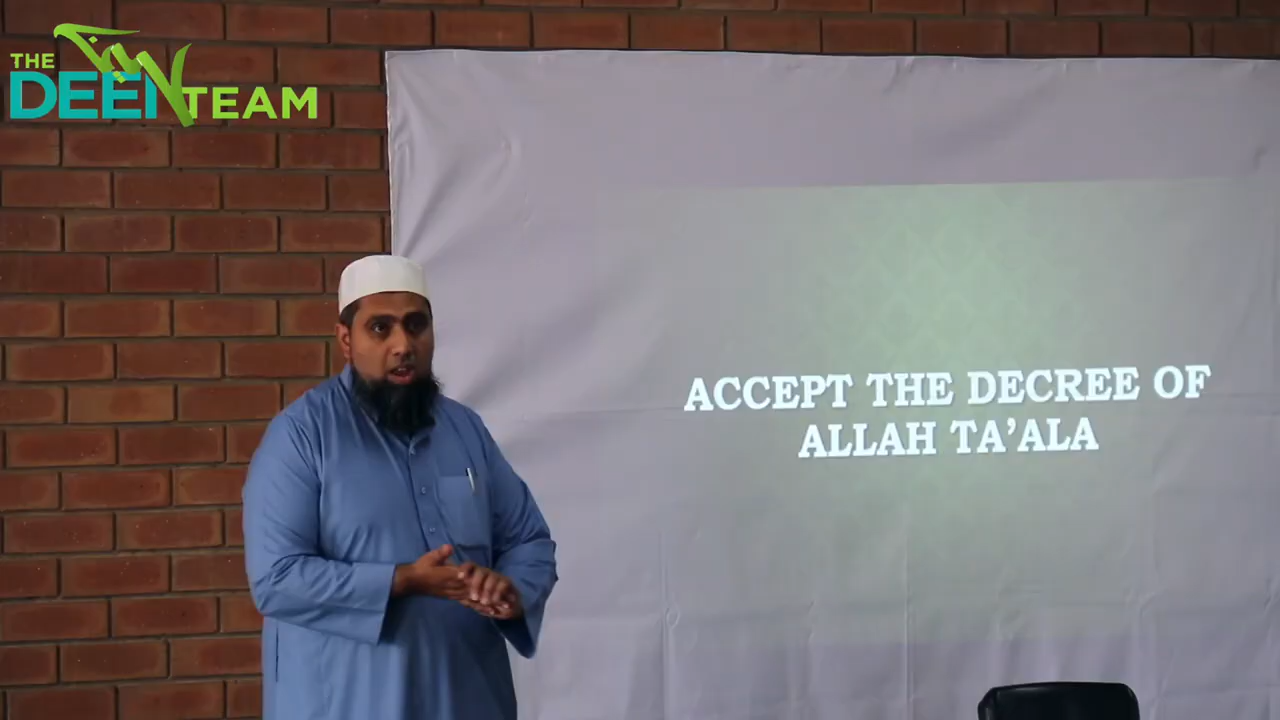 THE
DEEN TEAM
ACCEPT THE DECREE OF
ALLAH TA'ALA